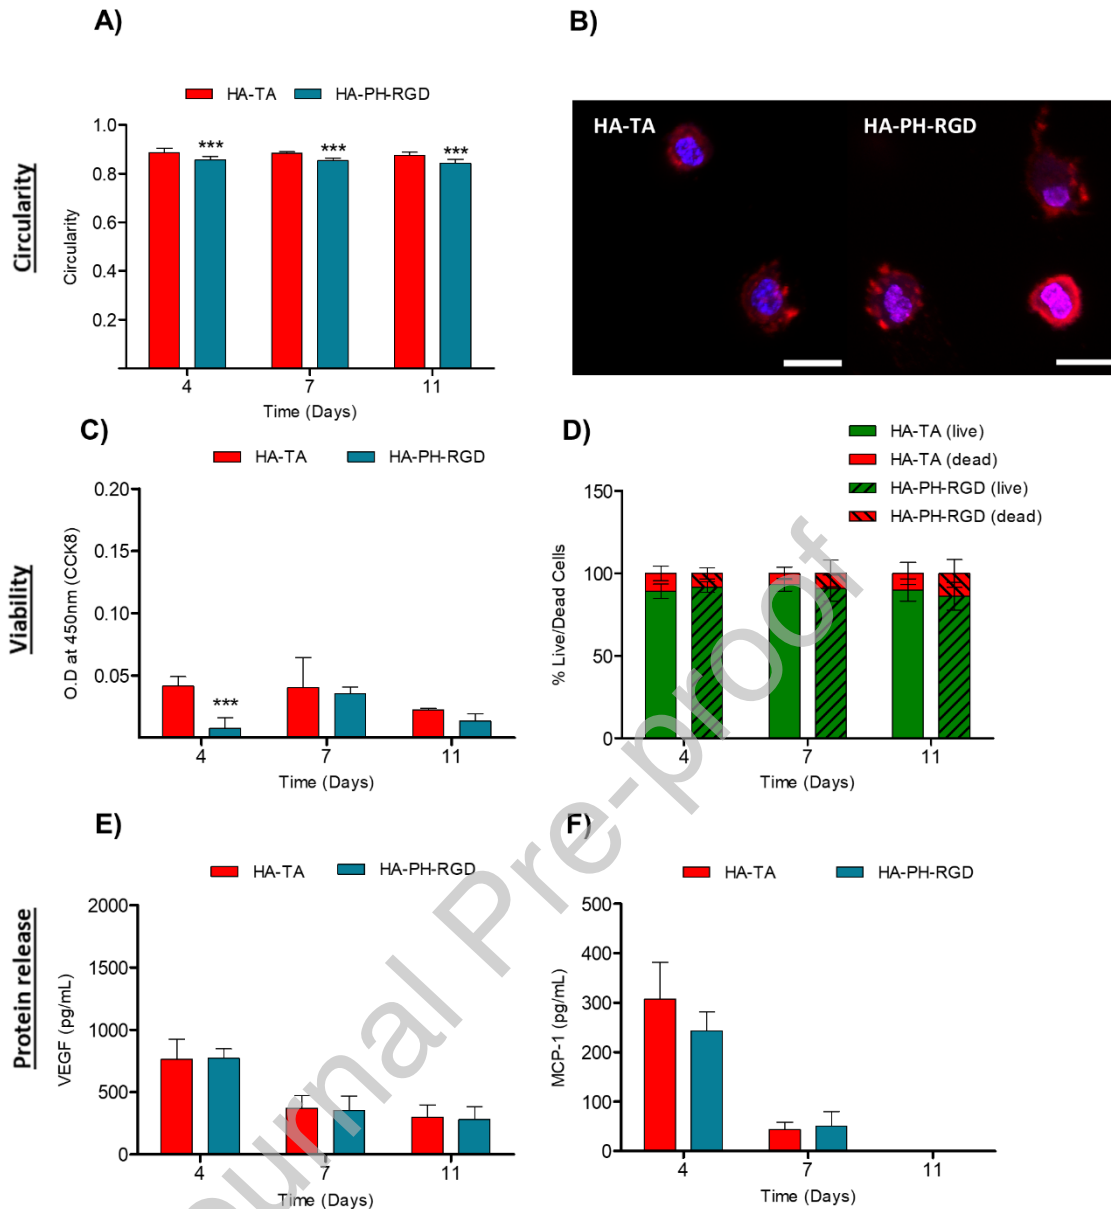 A)
HA-TA HA-PH-RGD
Circularity
Circularity
1.0
0.8
0.6
0.4
0.2
*** *** ***
4 7 11
Time (Days)
B)
HA-TA HA-PH-RGD
C)
HA-TA HA-PH-RGD
Viability
O.D at 450nm (CCK8)
0.20
0.15
0.10
0.05
***
4 7 11
Time (Days)
D)
HA-TA (live)
HA-TA (dead)
HA-PH-RGD (live)
HA-PH-RGD (dead)
% Live/Dead Cells
150
100
50
0
4 7 11
Time (Days)
E)
HA-TA HA-PH-RGD
Protein release
VEGF (pg/mL)
2000
1500
1000
500
0
4 7 11
Time (Days)
F)
HA-TA HA-PH-RGD
MCP-1 (pg/mL)
500
400
300
200
100
0
4 7 11
Time (Days)
Journal Pre-proof